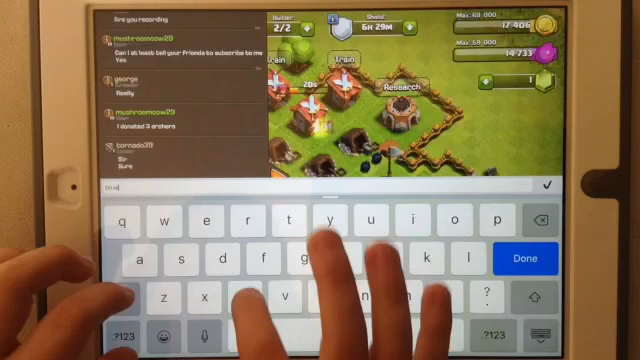 Are you recording
mushroomcow29
Can I at least tell your friends to subscribe to me
Yes
george
Really
mushroomcow29
I donated 3 archers
tornado39
Sir
Sure
Builder
2/2
Shield
6H 29M
Max: 60 000
17 406
Max: 59 000
14 733
1
Train
Train
20s
Research
q w e r t y u i o p
a s d f g k l Done
z x v n ?
.?123 .?123